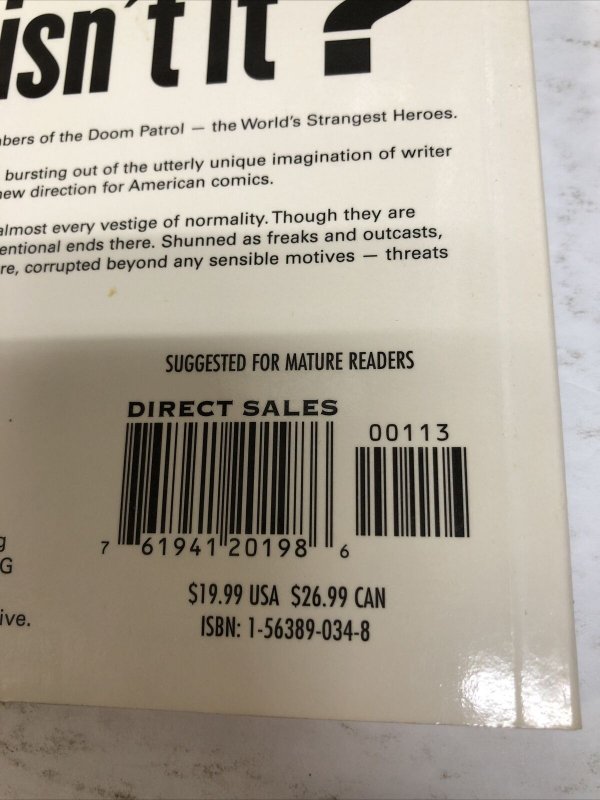 isn't it?
mbers of the Doom Patrol — the World's Strangest Heroes.
bursting out of the utterly unique imagination of writer
new direction for American comics.
almost every vestige of normality. Though they are
entional ends there. Shunned as freaks and outcasts,
re, corrupted beyond any sensible motives — threats
SUGGESTED FOR MATURE READERS
DIRECT SALES
00113
7 61941 20198 6
g
G
$19.99 USA $26.99 CAN
ive.
ISBN: 1-56389-034-8